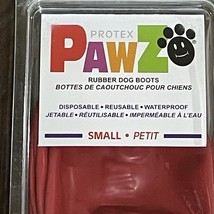 PROTEX
PAWZ
RUBBER DOG BOOTS
BOTTES DE CAOUTCHOUC POUR CHIENS
DISPOSABLE • REUSABLE • WATERPROOF
JETABLE • RÉUTILISABLE • IMPERMÉABLE À L'EAU
SMALL • PETIT